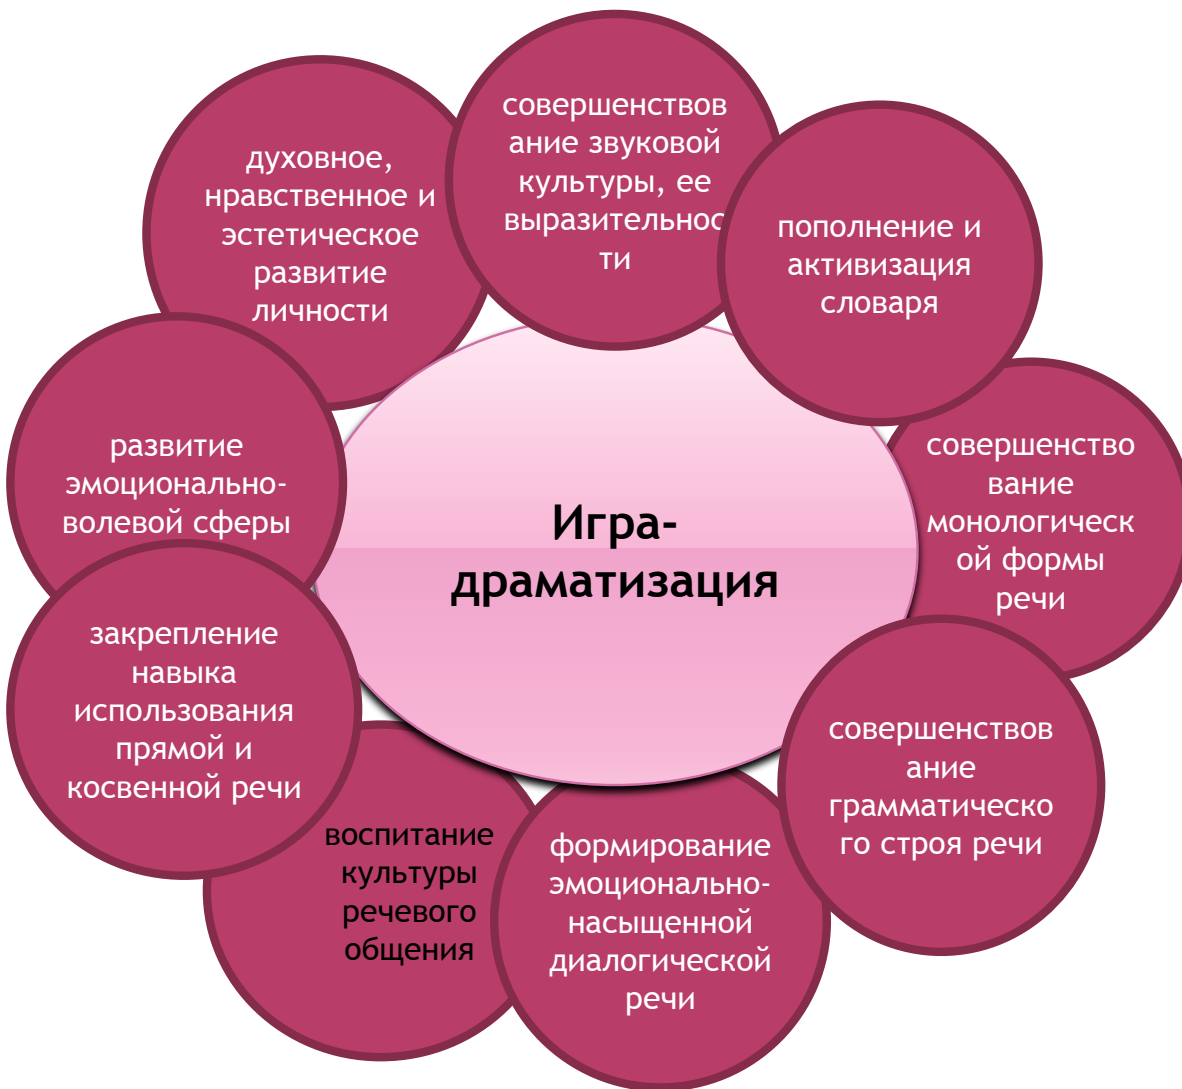 совершенствов
ание звуковой
культуры, ее
выразительнос
ти
пополнение и
активизация
словаря
совершенство
вание
монологическ
ой формы
речи
совершенствов
ание
грамматическо
го строя речи
формирование
эмоционально-
насыщенной
диалогической
речи
воспитание
культуры
речевого
общения
закрепление
навыка
использования
прямой и
косвенной речи
развитие
эмоционально-
волевой сферы
духовное,
нравственное и
эстетическое
развитие
личности
Игра-
драматизация